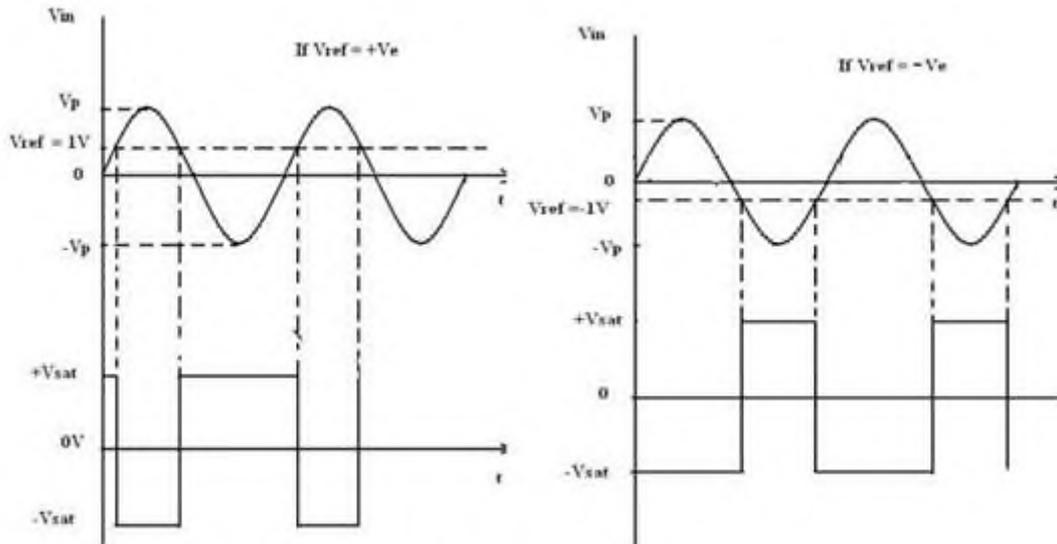 Vin
If Vref = +Ve
Vp
Vref = 1V
0
t
-Vp
+Vsat
0V
t
-Vsat
Vin
If Vref = -Ve
Vp
0
t
Vref =-1V
-Vp
+Vsat
0
-Vsat